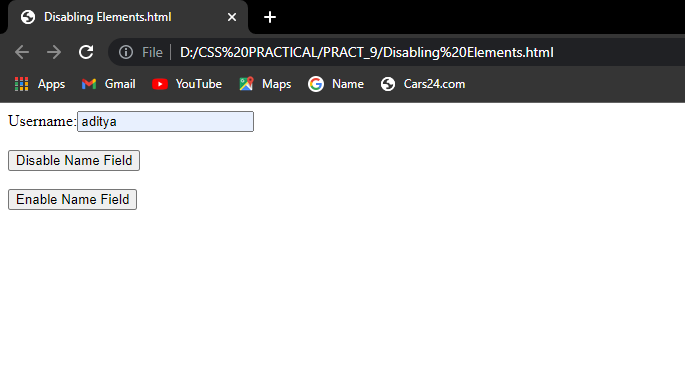 Disabling Elements.html
File D:/CSS%20PRACTICAL/PRACT_9/Disabling%20Elements.html
Apps Gmail YouTube Maps Name Cars24.com
Username: aditya
Disable Name Field
Enable Name Field